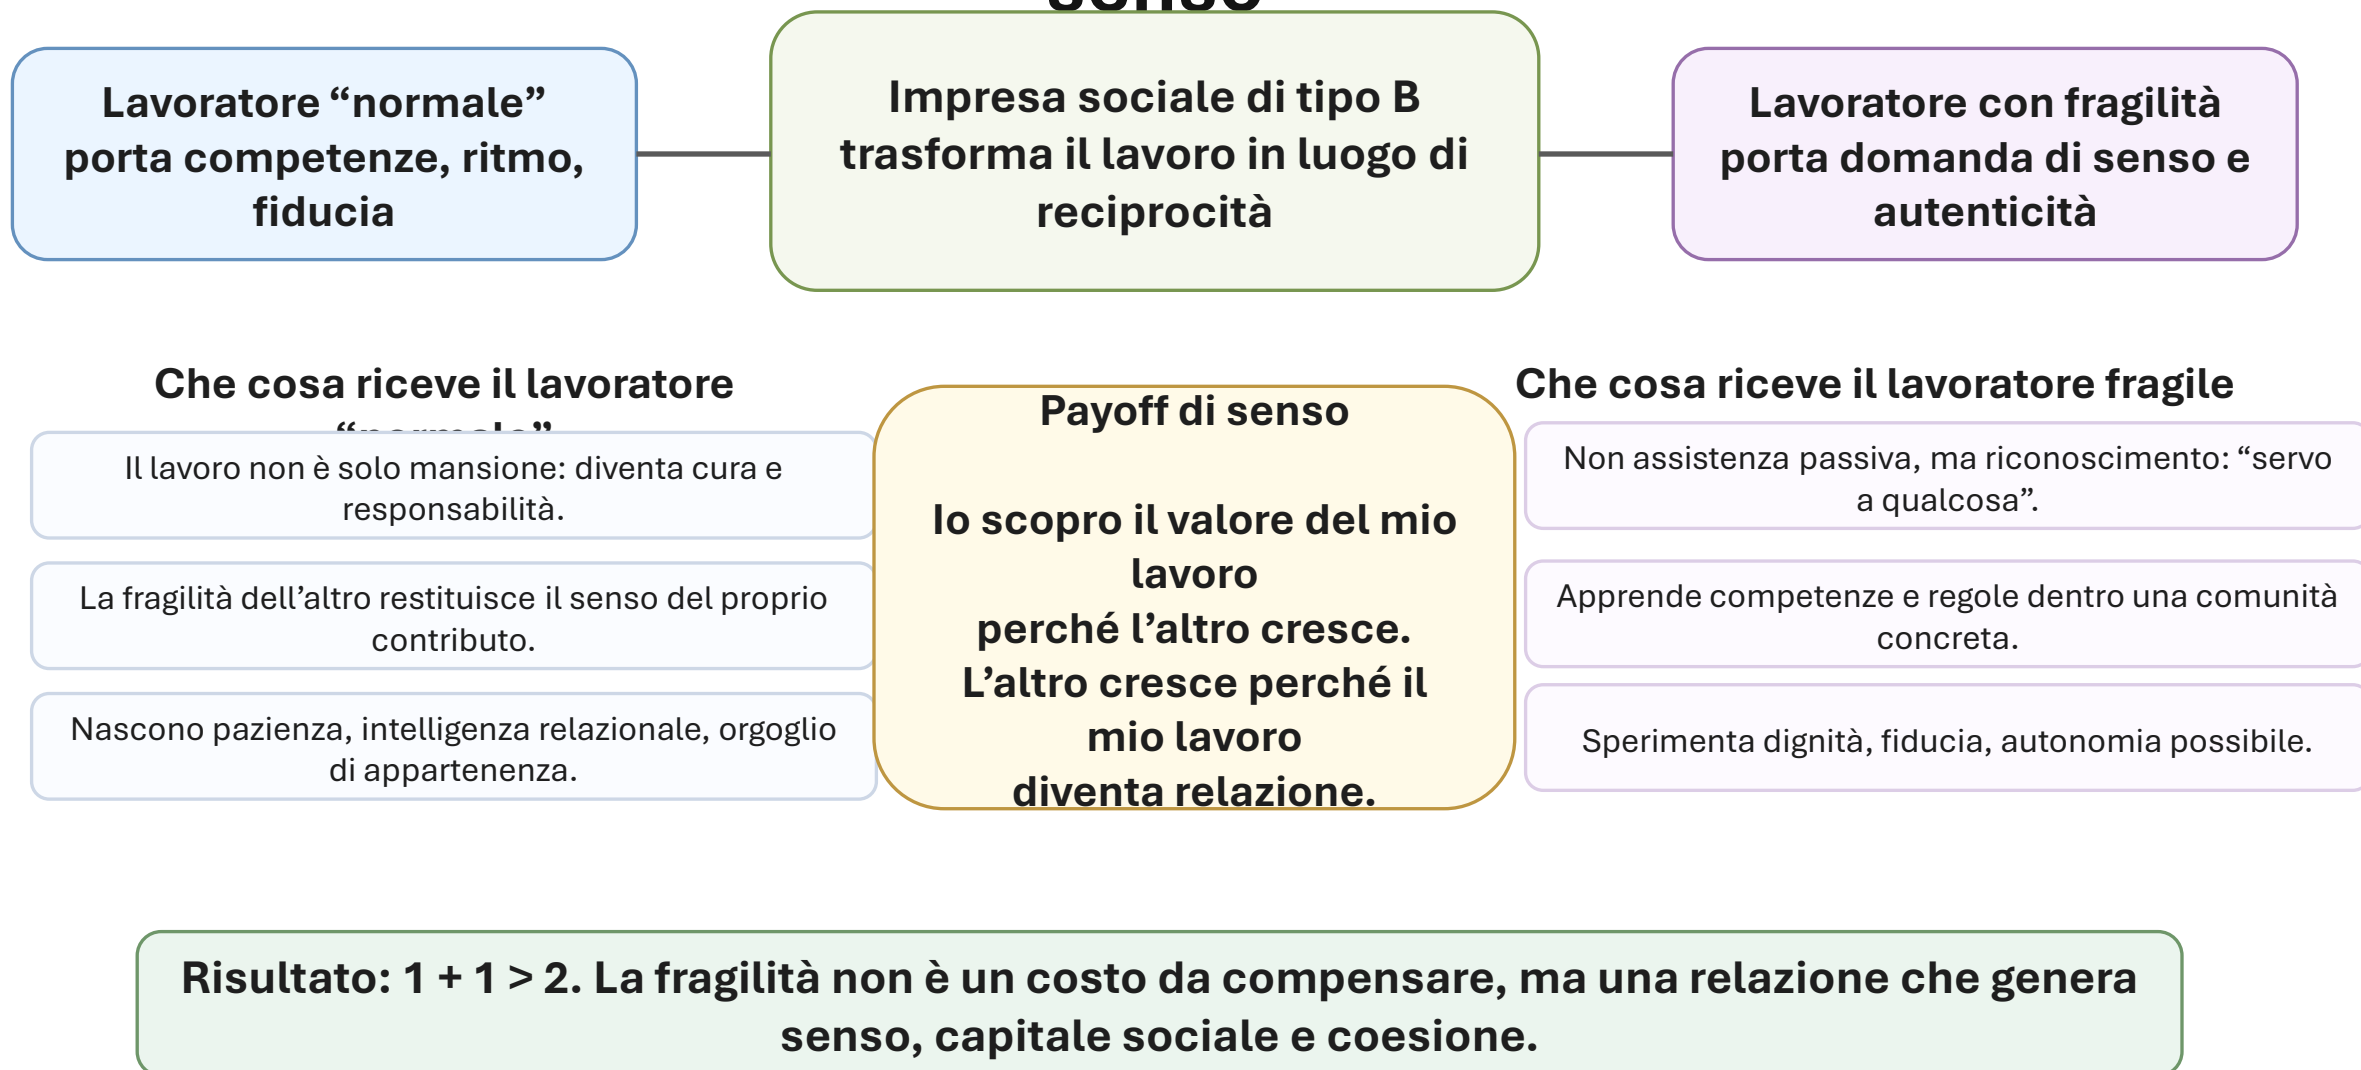 senso
Lavoratore “normale”
porta competenze, ritmo,
fiducia
Impresa sociale di tipo B
trasforma il lavoro in luogo di
reciprocità
Lavoratore con fragilità
porta domanda di senso e
autenticità
Che cosa riceve il lavoratore
“normale”
Il lavoro non è solo mansione: diventa cura e
responsabilità.
La fragilità dell’altro restituisce il senso del proprio
contributo.
Nascono pazienza, intelligenza relazionale, orgoglio
di appartenenza.
Payoff di senso
Io scopro il valore del mio
lavoro
perché l’altro cresce.
L’altro cresce perché il
mio lavoro
diventa relazione.
Che cosa riceve il lavoratore fragile
Non assistenza passiva, ma riconoscimento: “servo
a qualcosa”.
Apprende competenze e regole dentro una comunità
concreta.
Sperimenta dignità, fiducia, autonomia possibile.
Risultato: 1 + 1 > 2. La fragilità non è un costo da compensare, ma una relazione che genera
senso, capitale sociale e coesione.